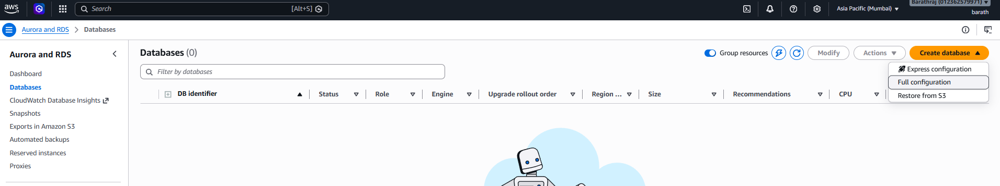 aws
Search
[Alt+S]
Asia Pacific (Mumbai)
Barathraj (012362579971)
barath
Aurora and RDS > Databases
Aurora and RDS
Dashboard
Databases
CloudWatch Database Insights
Snapshots
Exports in Amazon S3
Automated backups
Reserved instances
Proxies
Databases (0)
Group resources
Modify
Actions
Create database
Express configuration
Full configuration
Restore from S3
Filter by databases
DB identifier
Status
Role
Engine
Upgrade rollout order
Region ...
Size
Recommendations
CPU